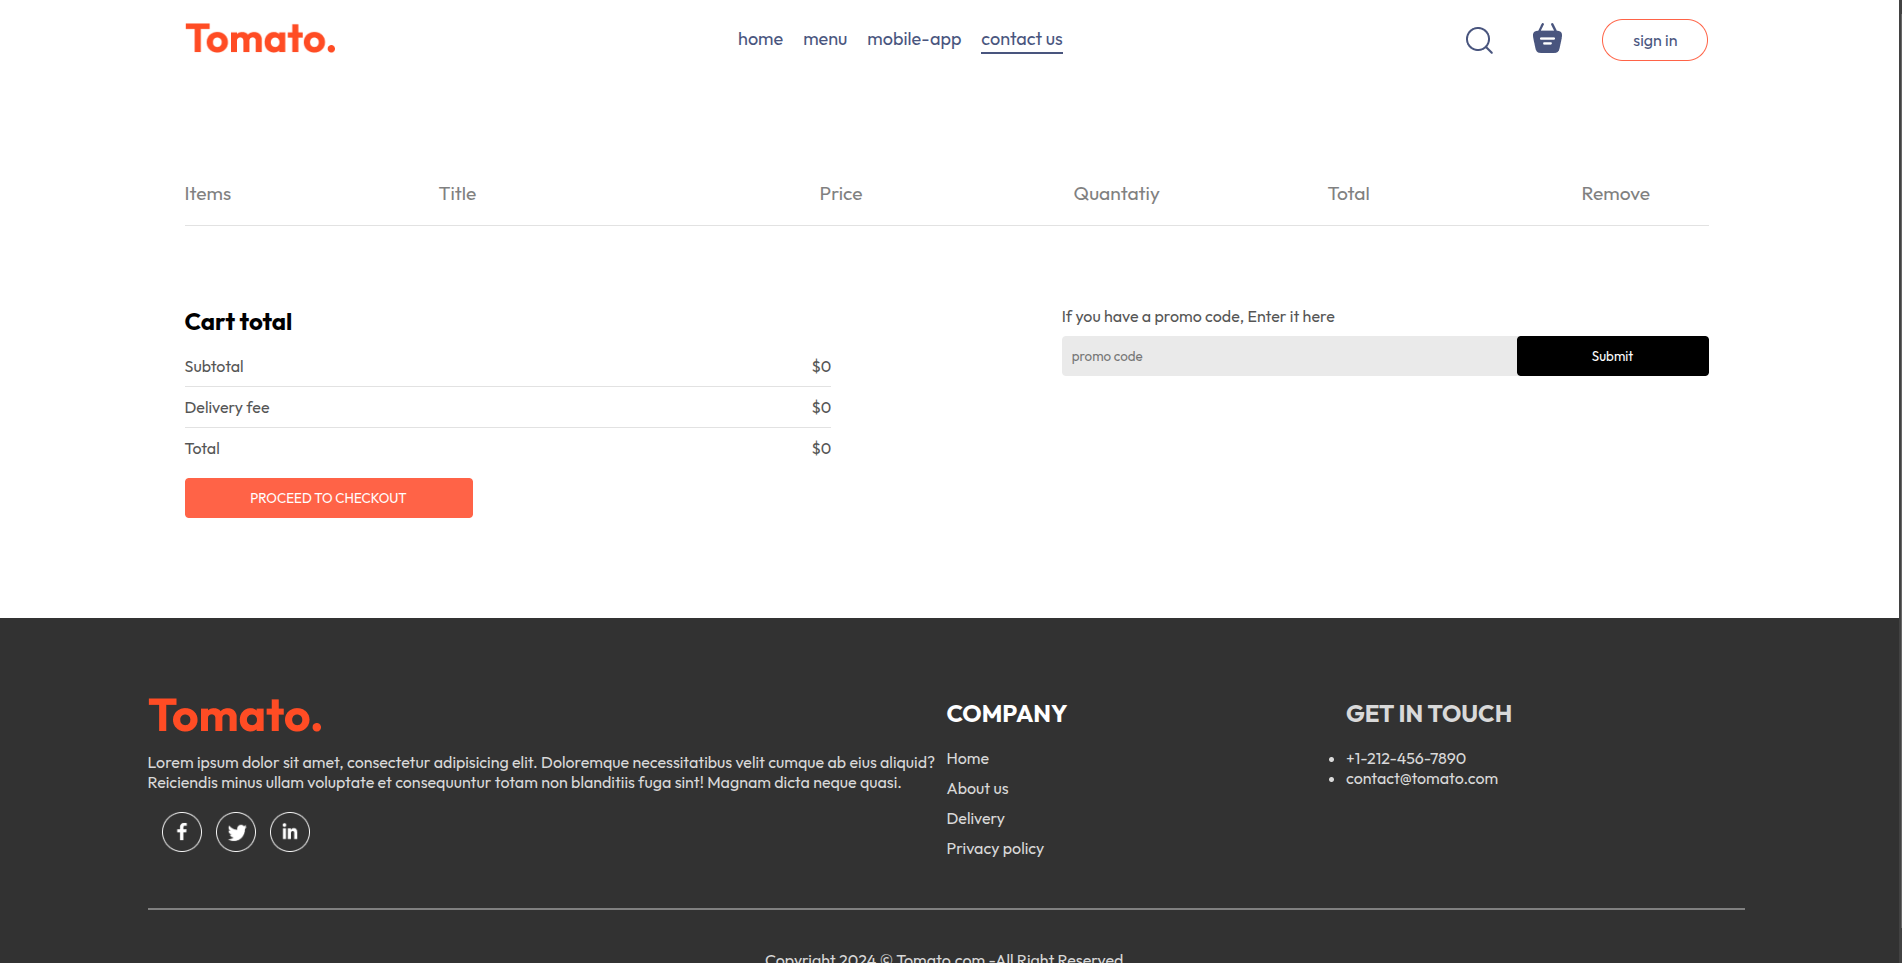 Tomato.
home menu mobile-app contact us
sign in
Items Title Price Quantatiy Total Remove
Cart total
Subtotal $0
Delivery fee $0
Total $0
PROCEED TO CHECKOUT
If you have a promo code, Enter it here
promo code Submit
Tomato.
Lorem ipsum dolor sit amet, consectetur adipisicing elit. Doloremque necessitatibus velit cumque ab eius aliquid?
Reiciendis minus ullam voluptate et consequuntur totam non blanditiis fuga sint! Magnam dicta neque quasi.
f in
COMPANY
Home
About us
Delivery
Privacy policy
GET IN TOUCH
• +1-212-456-7890
• contact@tomato.com
Copyright 2024 © Tomato.com -All Right Reserved